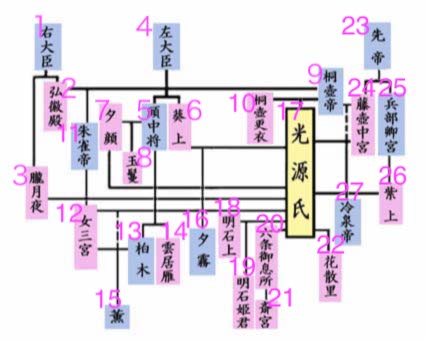 1 右大臣
2 弘徽殿
3 朧月夜
4 左大臣
5 頭中将
6 葵上
7 夕顔
8 玉鬘
9 桐壺帝
10 桐壺更衣
11 朱雀帝
12 女三宮
13 柏木
14 雲居雁
15 薫
16 夕霧
17 光源氏
18 明石上
19 明石姫君
20 六条御息所
21 斎宮
22 花散里
23 先帝
24 藤壺中宮
25 兵部卿宮
26 紫上
27 冷泉帝